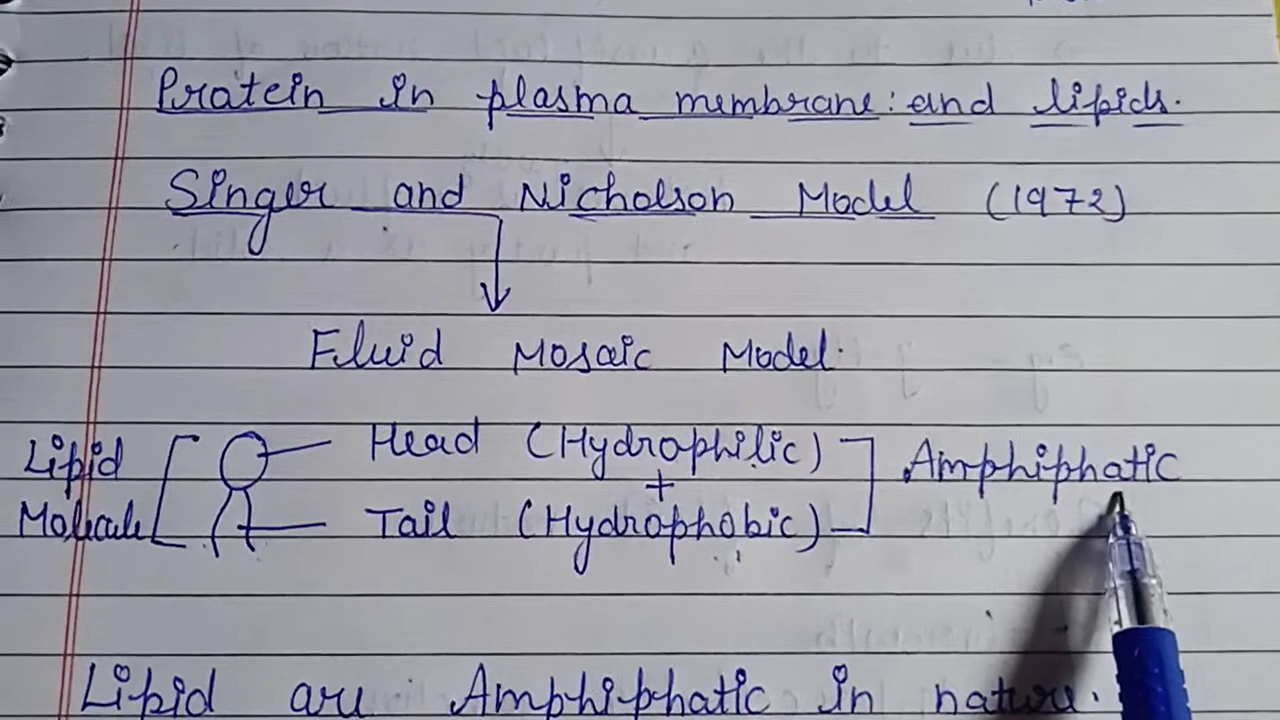 Protein in plasma membrane: and lipids.
Singer and Nicholson Model (1972)
Fluid Mosaic Model.
Lipid Molecule
Head (Hydrophilic)
+
Tail (Hydrophobic)
Amphiphatic
Lipid are Amphiphatic in nature.